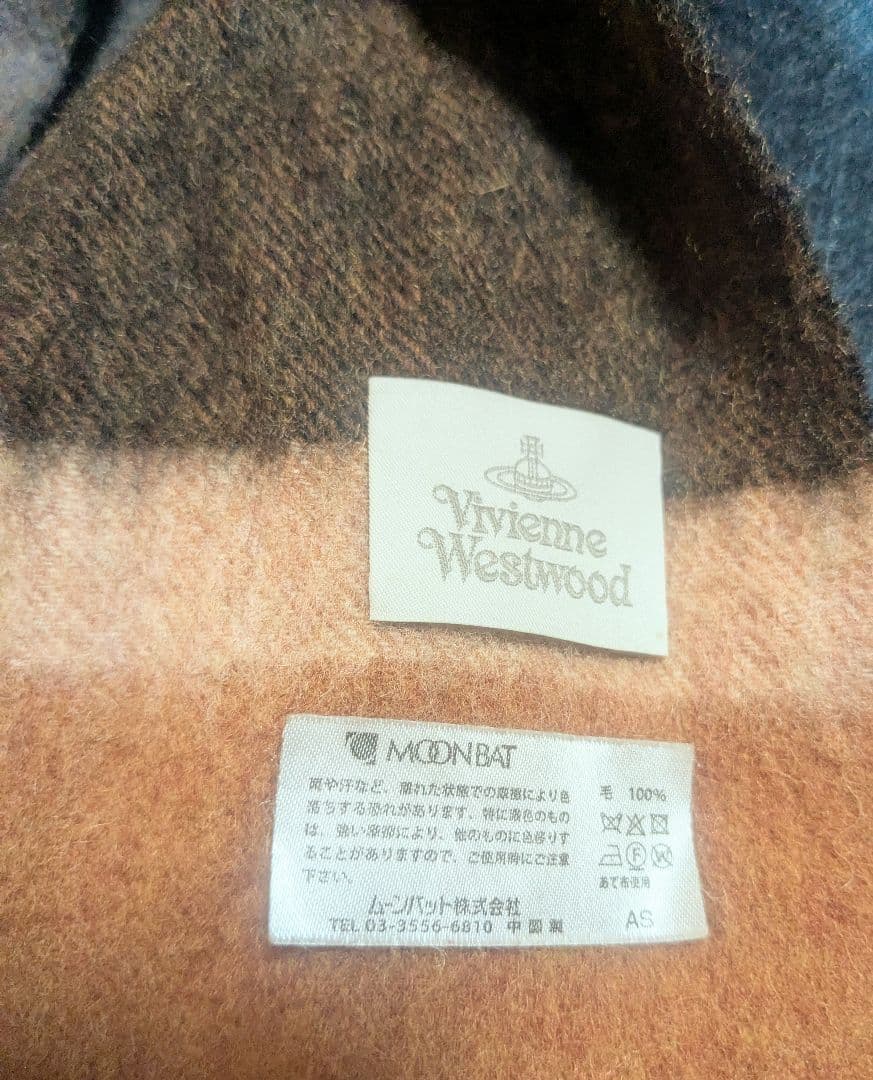 Vivienne
Westwood
MOONBAT
雨や汗など、濡れた状態での摩擦により色
落ちする恐れがあります。特に濃色のもの
は、強い摩擦により、他のものに色移りす
ることがありますので、ご使用時にご注意
下さい。
ムーンバット株式会社
TEL 03-3556-6810 中国製
毛 100%
F W
あて布使用
AS